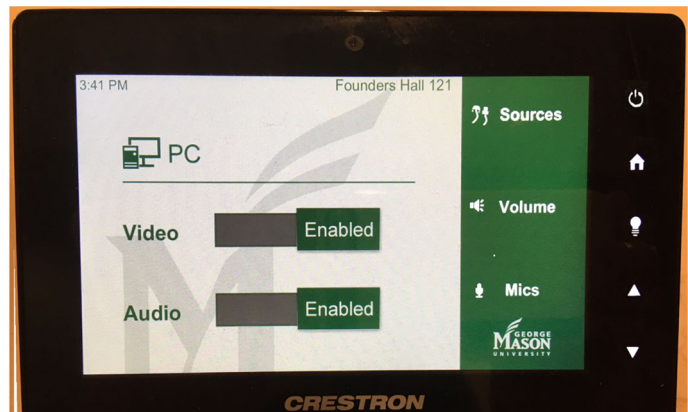 3:41 PM
Founders Hall 121
PC
Video
Enabled
Audio
Enabled
Sources
Volume
Mics
GEORGE
MASON
UNIVERSITY
CRESTRON